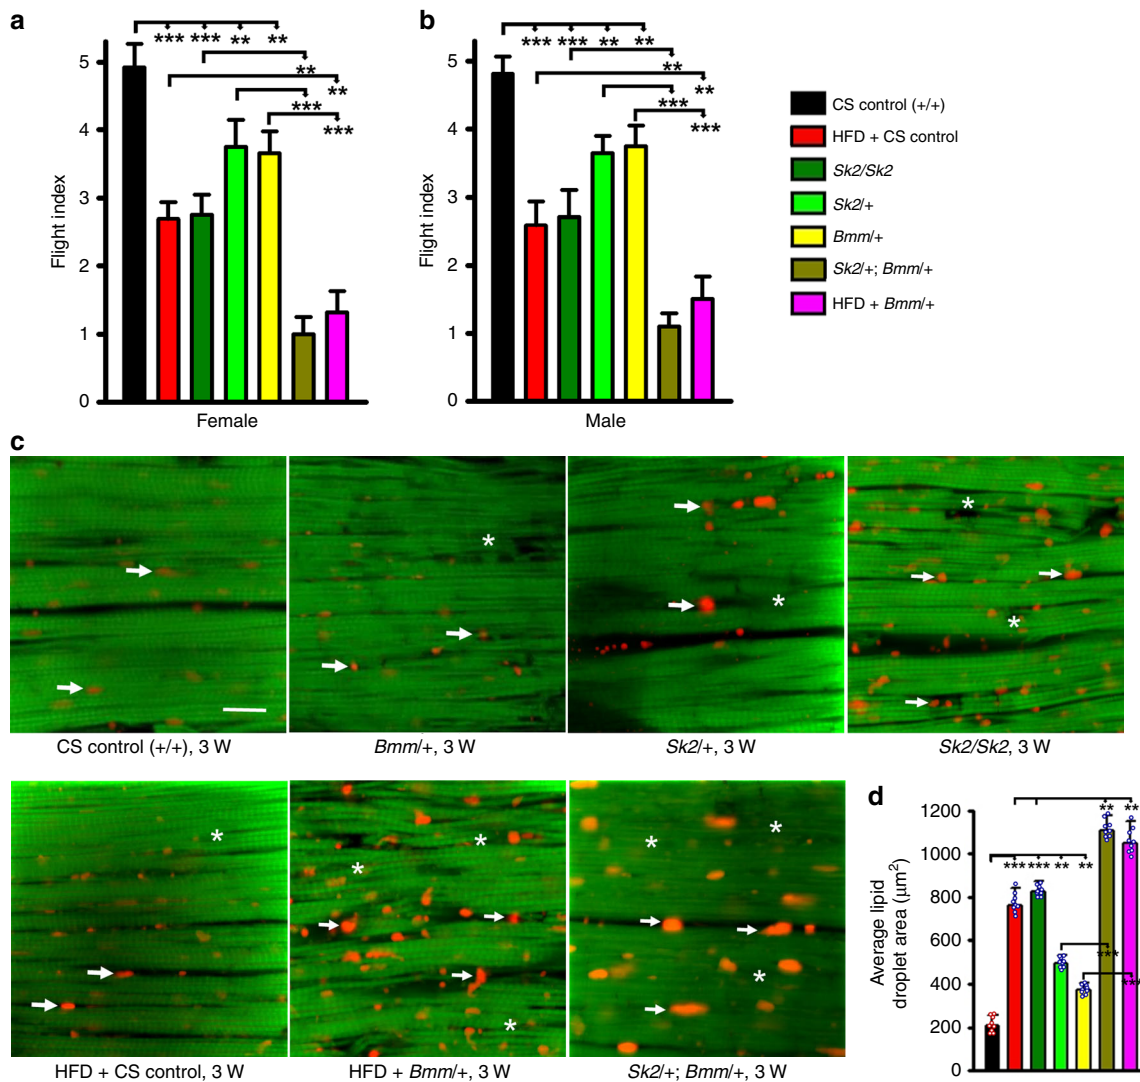 a
*** *** ** **
**
**
***
***
Flight index
5
4
3
2
1
0
Female
b
*** *** ** **
**
**
***
***
Flight index
5
4
3
2
1
0
Male
CS control (+/+)
HFD + CS control
Sk2/Sk2
Sk2/+
Bmm/+
Sk2/+; Bmm/+
HFD + Bmm/+
c
* * * *
*
CS control (+/+), 3 W
Bmm/+, 3 W
Sk2/+, 3 W
Sk2/Sk2, 3 W
* * * *
*
*
*
HFD + CS control, 3 W
HFD + Bmm/+, 3 W
Sk2/+; Bmm/+, 3 W
d
** **
*** *** ** **
***
***
Average lipid
droplet area (μm²)
1200
1000
800
600
400
200
0